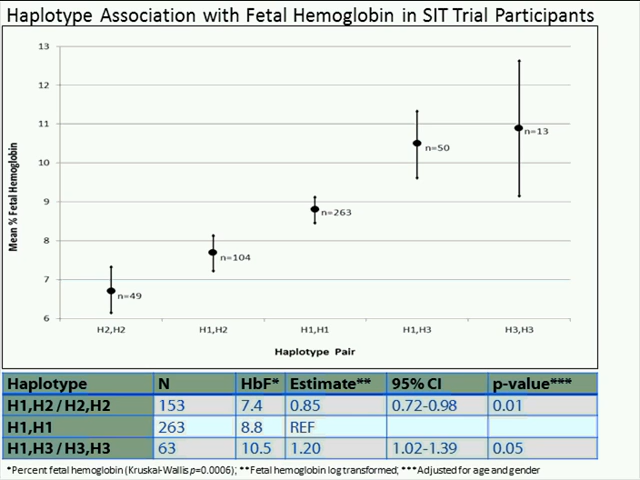 Haplotype Association with Fetal Hemoglobin in SIT Trial Participants
13
12
11
10
9
8
7
6
Mean % Fetal Hemoglobin
n=49
n=104
n=263
n=50
n=13
H2,H2 H1,H2 H1,H1 H1,H3 H3,H3
Haplotype Pair
Haplotype N HbF* Estimate** 95% CI p-value***
H1,H2 / H2,H2 153 7.4 0.85 0.72-0.98 0.01
H1,H1 263 8.8 REF
H1,H3 / H3,H3 63 10.5 1.20 1.02-1.39 0.05
*Percent fetal hemoglobin (Kruskal-Wallis p=0.0006); **Fetal hemoglobin log transformed; ***Adjusted for age and gender